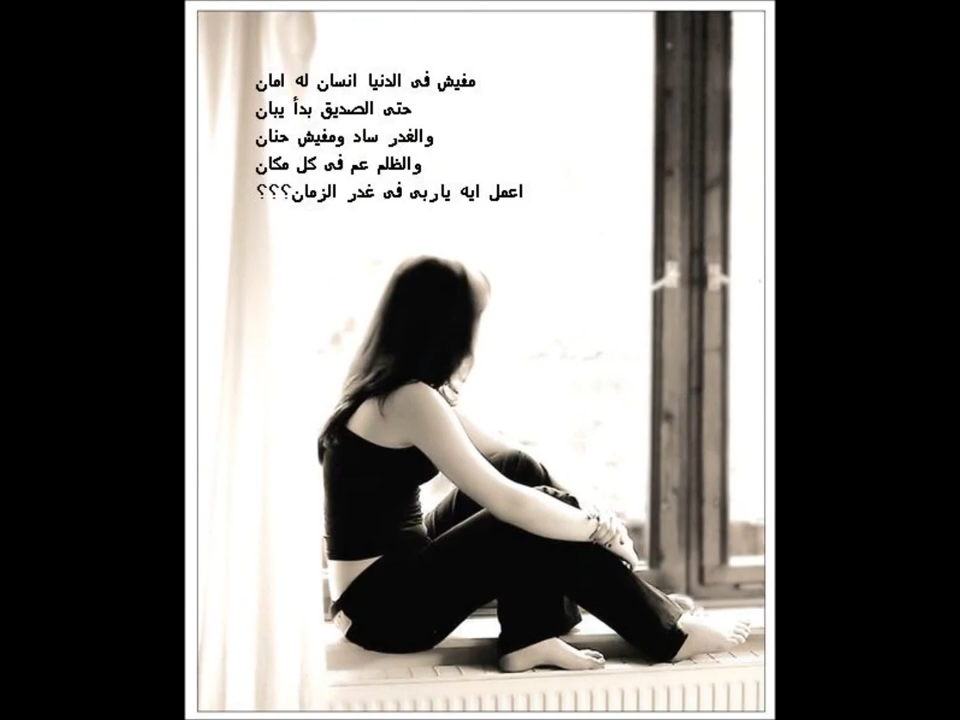 مفيش فى الدنيا انسان له امان
حتى الصديق بدأ يبان
والغدر ساد ومفيش حنان
والظلم عم فى كل مكان
اعمل ايه ياربى فى غدر الزمان؟؟؟